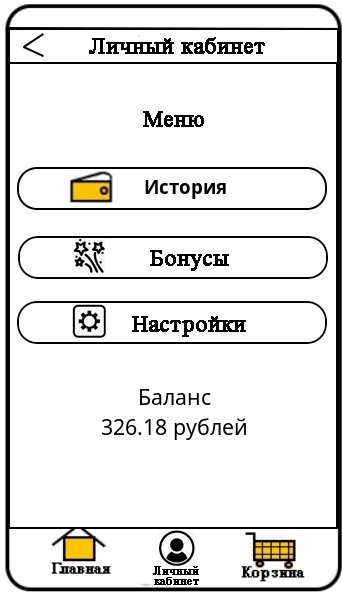 Личный кабинет
Меню
История
Бонусы
Настройки
Баланс
326.18 рублей
Главная
Личный
кабинет
Корзина